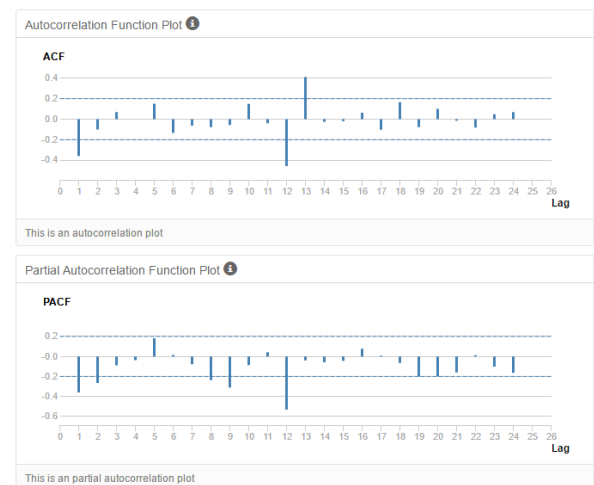 Autocorrelation Function Plot
ACF
0.4
0.2
0.0
-0.2
-0.4
0 1 2 3 4 5 6 7 8 9 10 11 12 13 14 15 16 17 18 19 20 21 22 23 24 25 26
Lag
This is an autocorrelation plot
Partial Autocorrelation Function Plot
PACF
0.2
-0.0
-0.2
-0.4
-0.6
0 1 2 3 4 5 6 7 8 9 10 11 12 13 14 15 16 17 18 19 20 21 22 23 24 25 26
Lag
This is an partial autocorrelation plot